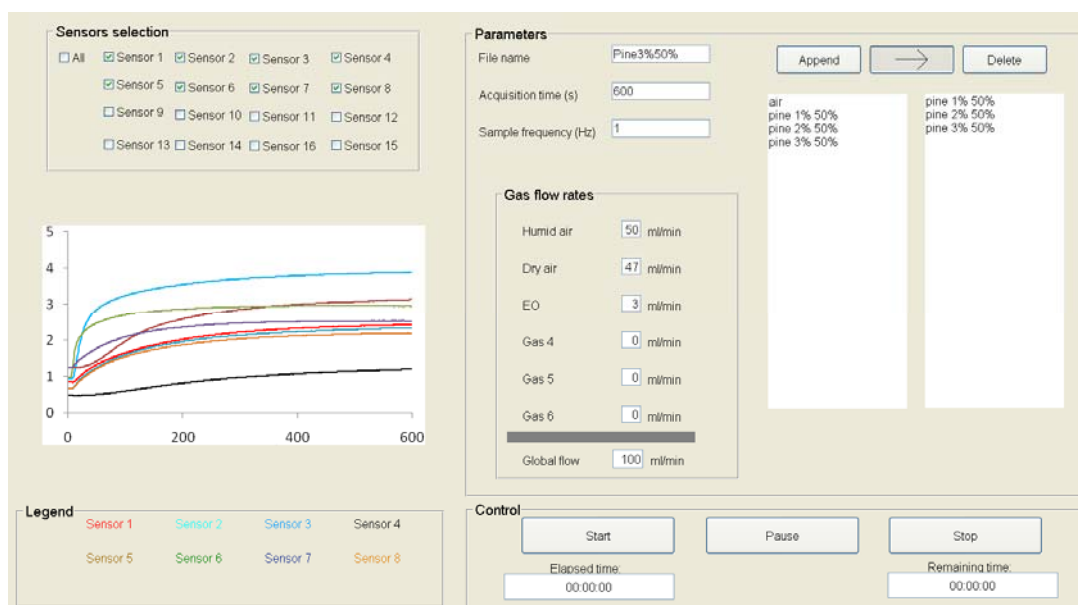 Sensors selection
All Sensor 1 Sensor 2 Sensor 3 Sensor 4
Sensor 5 Sensor 6 Sensor 7 Sensor 8
Sensor 9 Sensor 10 Sensor 11 Sensor 12
Sensor 13 Sensor 14 Sensor 16 Sensor 15
5
4
3
2
1
0
0 200 400 600
Legend
Sensor 1 Sensor 2 Sensor 3 Sensor 4
Sensor 5 Sensor 6 Sensor 7 Sensor 8
Parameters
File name Pine3%50%
Acquisition time (s) 600
Sample frequency (Hz) 1
Gas flow rates
Humid air 50 ml/min
Dry air 47 ml/min
EO 3 ml/min
Gas 4 0 ml/min
Gas 5 0 ml/min
Gas 6 0 ml/min
Global flow 100 ml/min
Append Delete
air
pine 1% 50%
pine 2% 50%
pine 3% 50%
pine 1% 50%
pine 2% 50%
pine 3% 50%
Control
Start Pause Stop
Elapsed time: Remaining time:
00:00:00 00:00:00